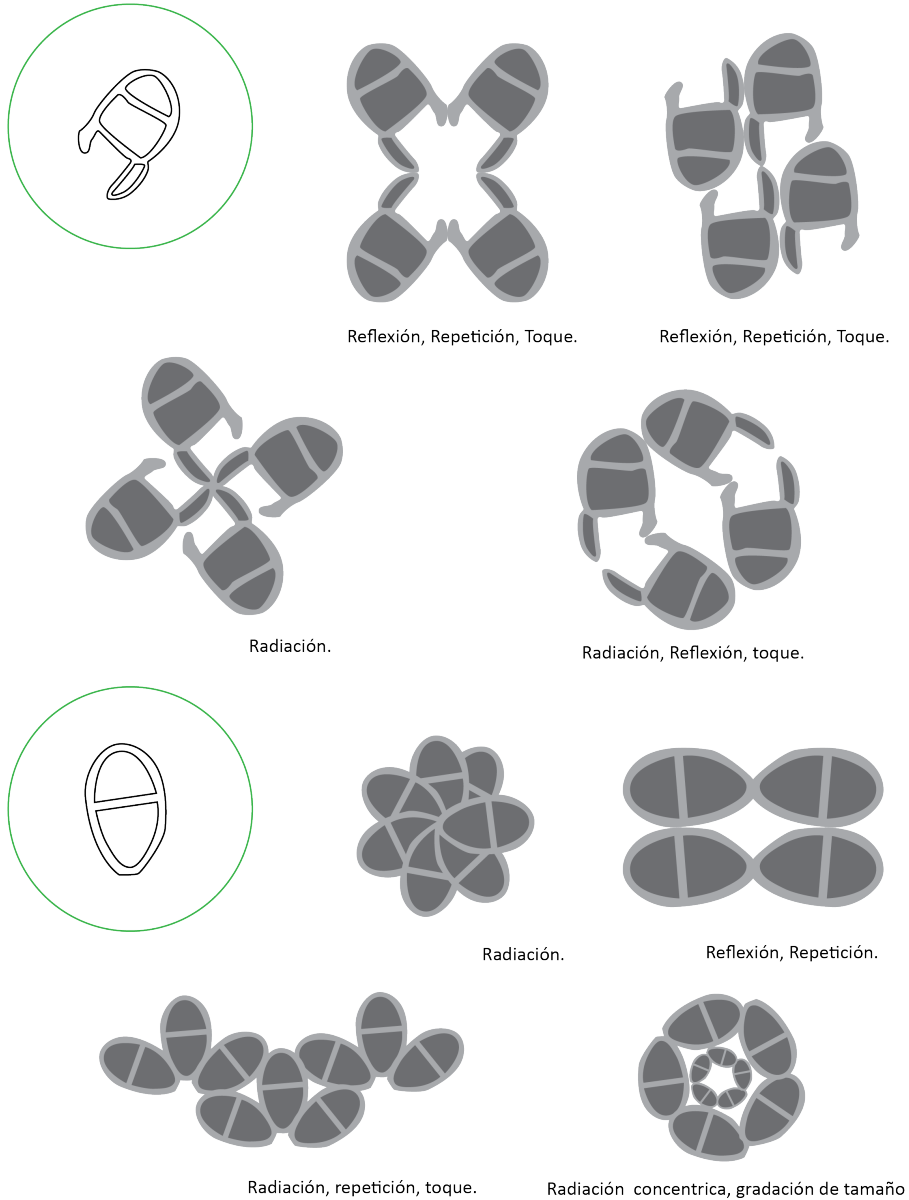 Reflexión, Repetición, Toque.
Reflexión, Repetición, Toque.
Radiación.
Radiación, Reflexión, toque.
Radiación.
Reflexión, Repetición.
Radiación, repetición, toque.
Radiación concentrica, gradación de tamaño